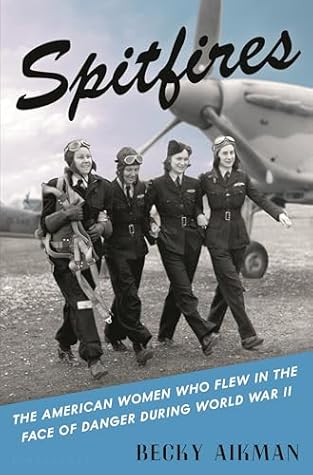 Spitfires
THE AMERICAN WOMEN WHO FLEW IN THE
FACE OF DANGER DURING WORLD WAR II
BECKY AIKMAN